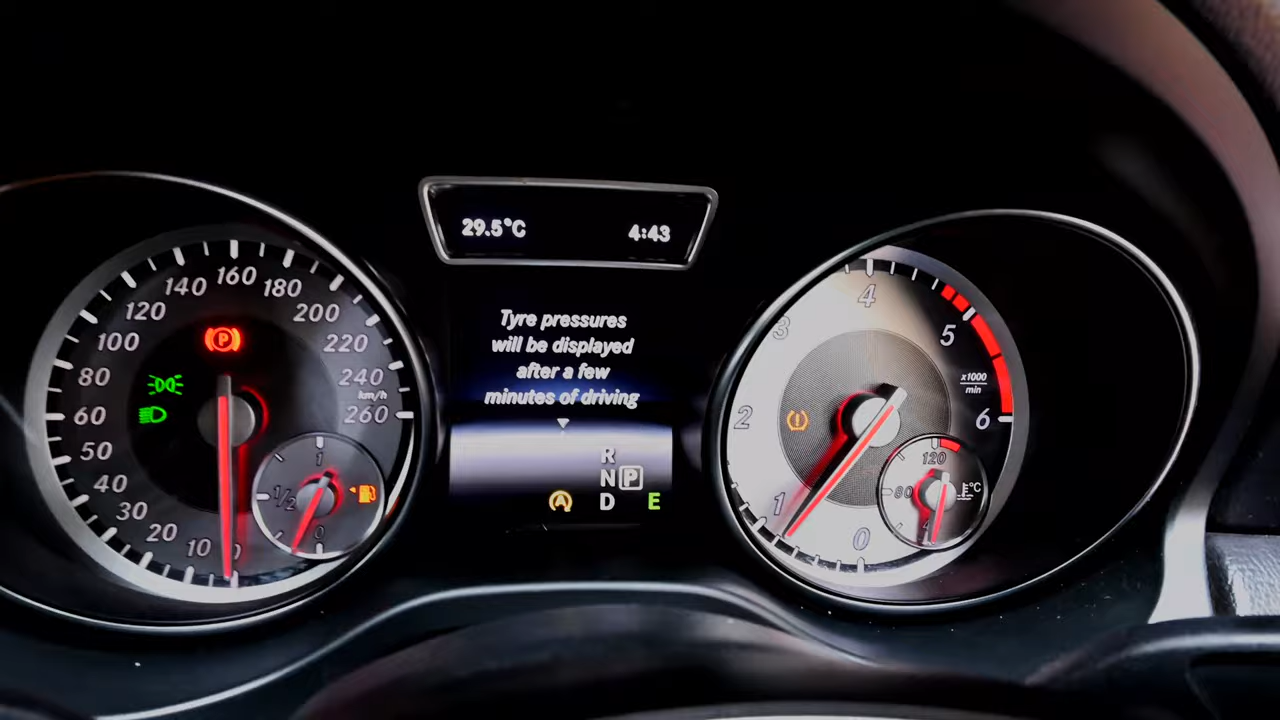 29.5°C 4:43
Tyre pressures
will be displayed
after a few
minutes of driving
R
N P
D E
0
10
20
30
40
50
60
80
100
120
140
160
180
200
220
240
km/h
260
P
1
1/2
0
0
1
2
3
4
5
6
x1000
min
120
80
°C